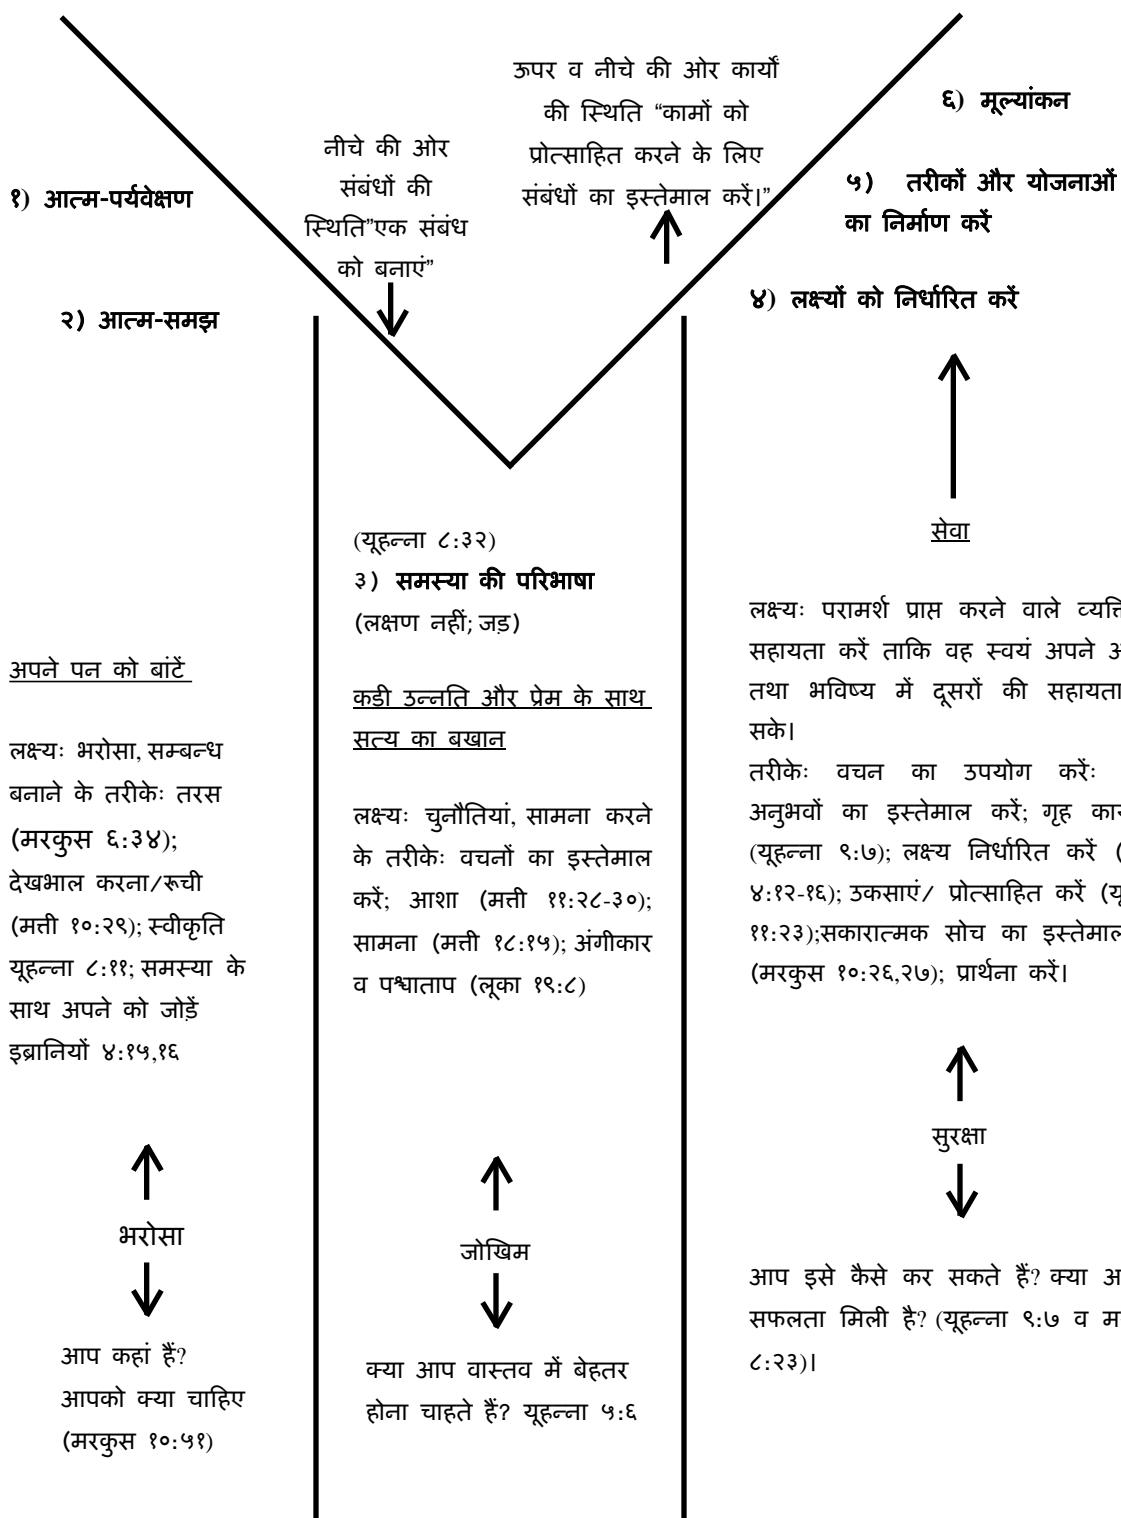 ऊपर व नीचे की ओर कार्यों
की स्थिति “कामों को
प्रोत्साहित करने के लिए
संबंधों का इस्तेमाल करें।”
नीचे की ओर
संबंधों की
स्थिति”एक संबंध
को बनाएं”
१) आत्म-पर्यवेक्षण
२) आत्म-समझ
६) मूल्यांकन
५) तरीकों और योजनाओं
का निर्माण करें
४) लक्ष्यों को निर्धारित करें
अपने पन को बांटें
लक्ष्यः भरोसा, सम्बन्ध
बनाने के तरीकेः तरस
(मरकुस ६:३४);
देखभाल करना/रूची
(मत्ती १०:२९); स्वीकृति
यूहन्ना ८:११; समस्या के
साथ अपने को जोड़ें
इब्रानियों ४:१५,१६
भरोसा
आप कहां हैं?
आपको क्या चाहिए
(मरकुस १०:५१)
(यूहन्ना ८:३२)
३) समस्या की परिभाषा
(लक्षण नहीं; जड़)
कडी उन्नति और प्रेम के साथ
सत्य का बखान
लक्ष्यः चुनौतियां, सामना करने
के तरीकेः वचनों का इस्तेमाल
करें; आशा (मत्ती ११:२८-३०);
सामना (मत्ती १८:१५); अंगीकार
व पश्चाताप (लूका १९:८)
जोखिम
क्या आप वास्तव में बेहतर
होना चाहते हैं? यूहन्ना ५:६
सेवा
लक्ष्यः परामर्श प्राप्त करने वाले
सहायता करें ताकि वह स्वयं अपने
तथा भविष्य में दूसरों की सहायता
सके।
तरीकेः वचन का उपयोग करेंः
अनुभवों का इस्तेमाल करें; गृह
(यूहन्ना ९:७); लक्ष्य निर्धारित करें (
४:१२-१६); उकसाएं/ प्रोत्साहित करें
११:२३);सकारात्मक सोच का इस्तेमाल
(मरकुस १०:२६,२७); प्रार्थना करें।
सुरक्षा
आप इसे कैसे कर सकते हैं? क्या
सफलता मिली है? (यूहन्ना ९:७ व
८:२३)।